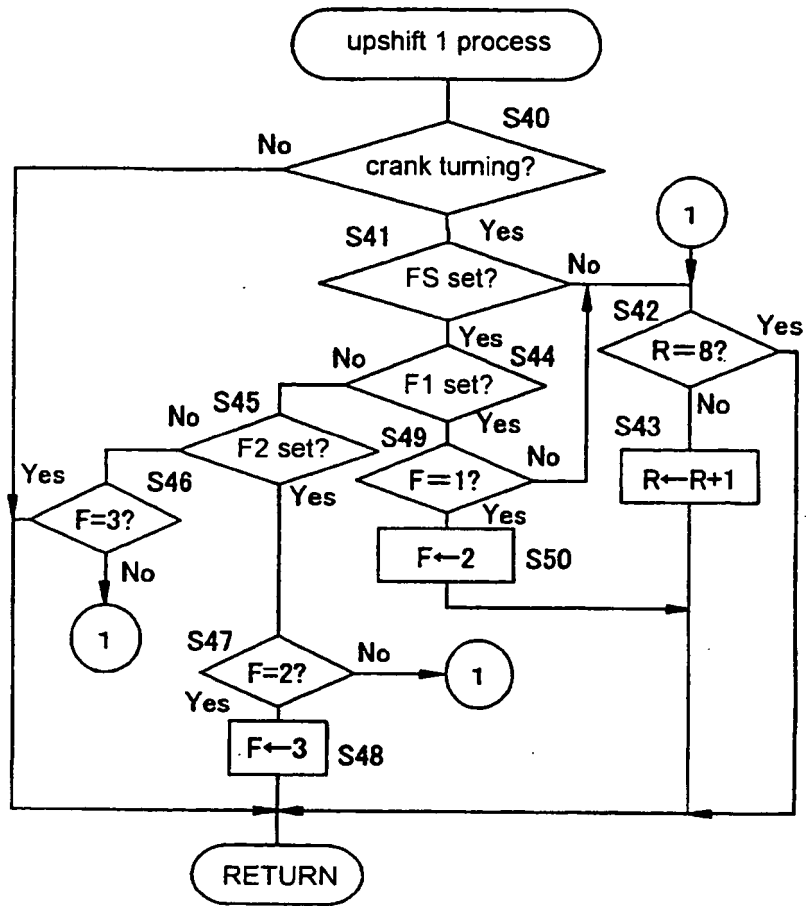 upshift 1 process
S40
No
crank turning?
1
S41
Yes
FS set?
No
S42
Yes
R=8?
Yes
No
S44
F1 set?
No
S45
Yes
S43
No
F2 set?
S49
R←R+1
Yes
S46
Yes
F=1?
No
F=3?
Yes
No
F←2
S50
1
S47
F=2?
No
1
Yes
F←3
S48
RETURN